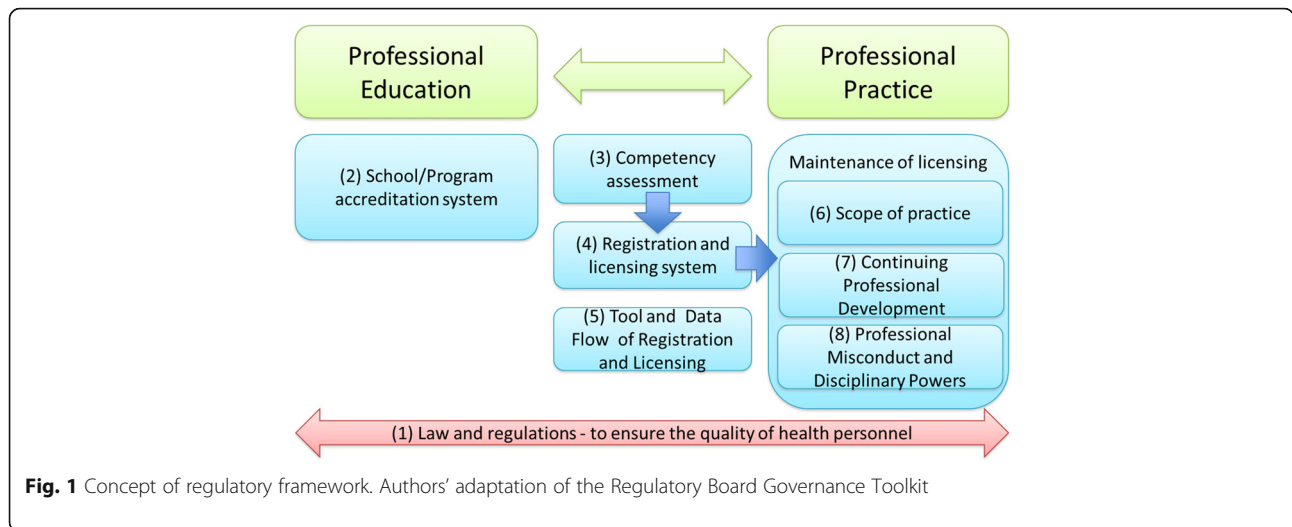 Professional
Education
Professional
Practice
(2) School/Program
accreditation system
(3) Competency
assessment
(4) Registration and
licensing system
(5) Tool and Data
Flow of Registration
and Licensing
Maintenance of licensing
(6) Scope of practice
(7) Continuing
Professional
Development
(8) Professional
Misconduct and
Disciplinary Powers
(1) Law and regulations - to ensure the quality of health personnel
Fig. 1 Concept of regulatory framework. Authors' adaptation of the Regulatory Board Governance Toolkit